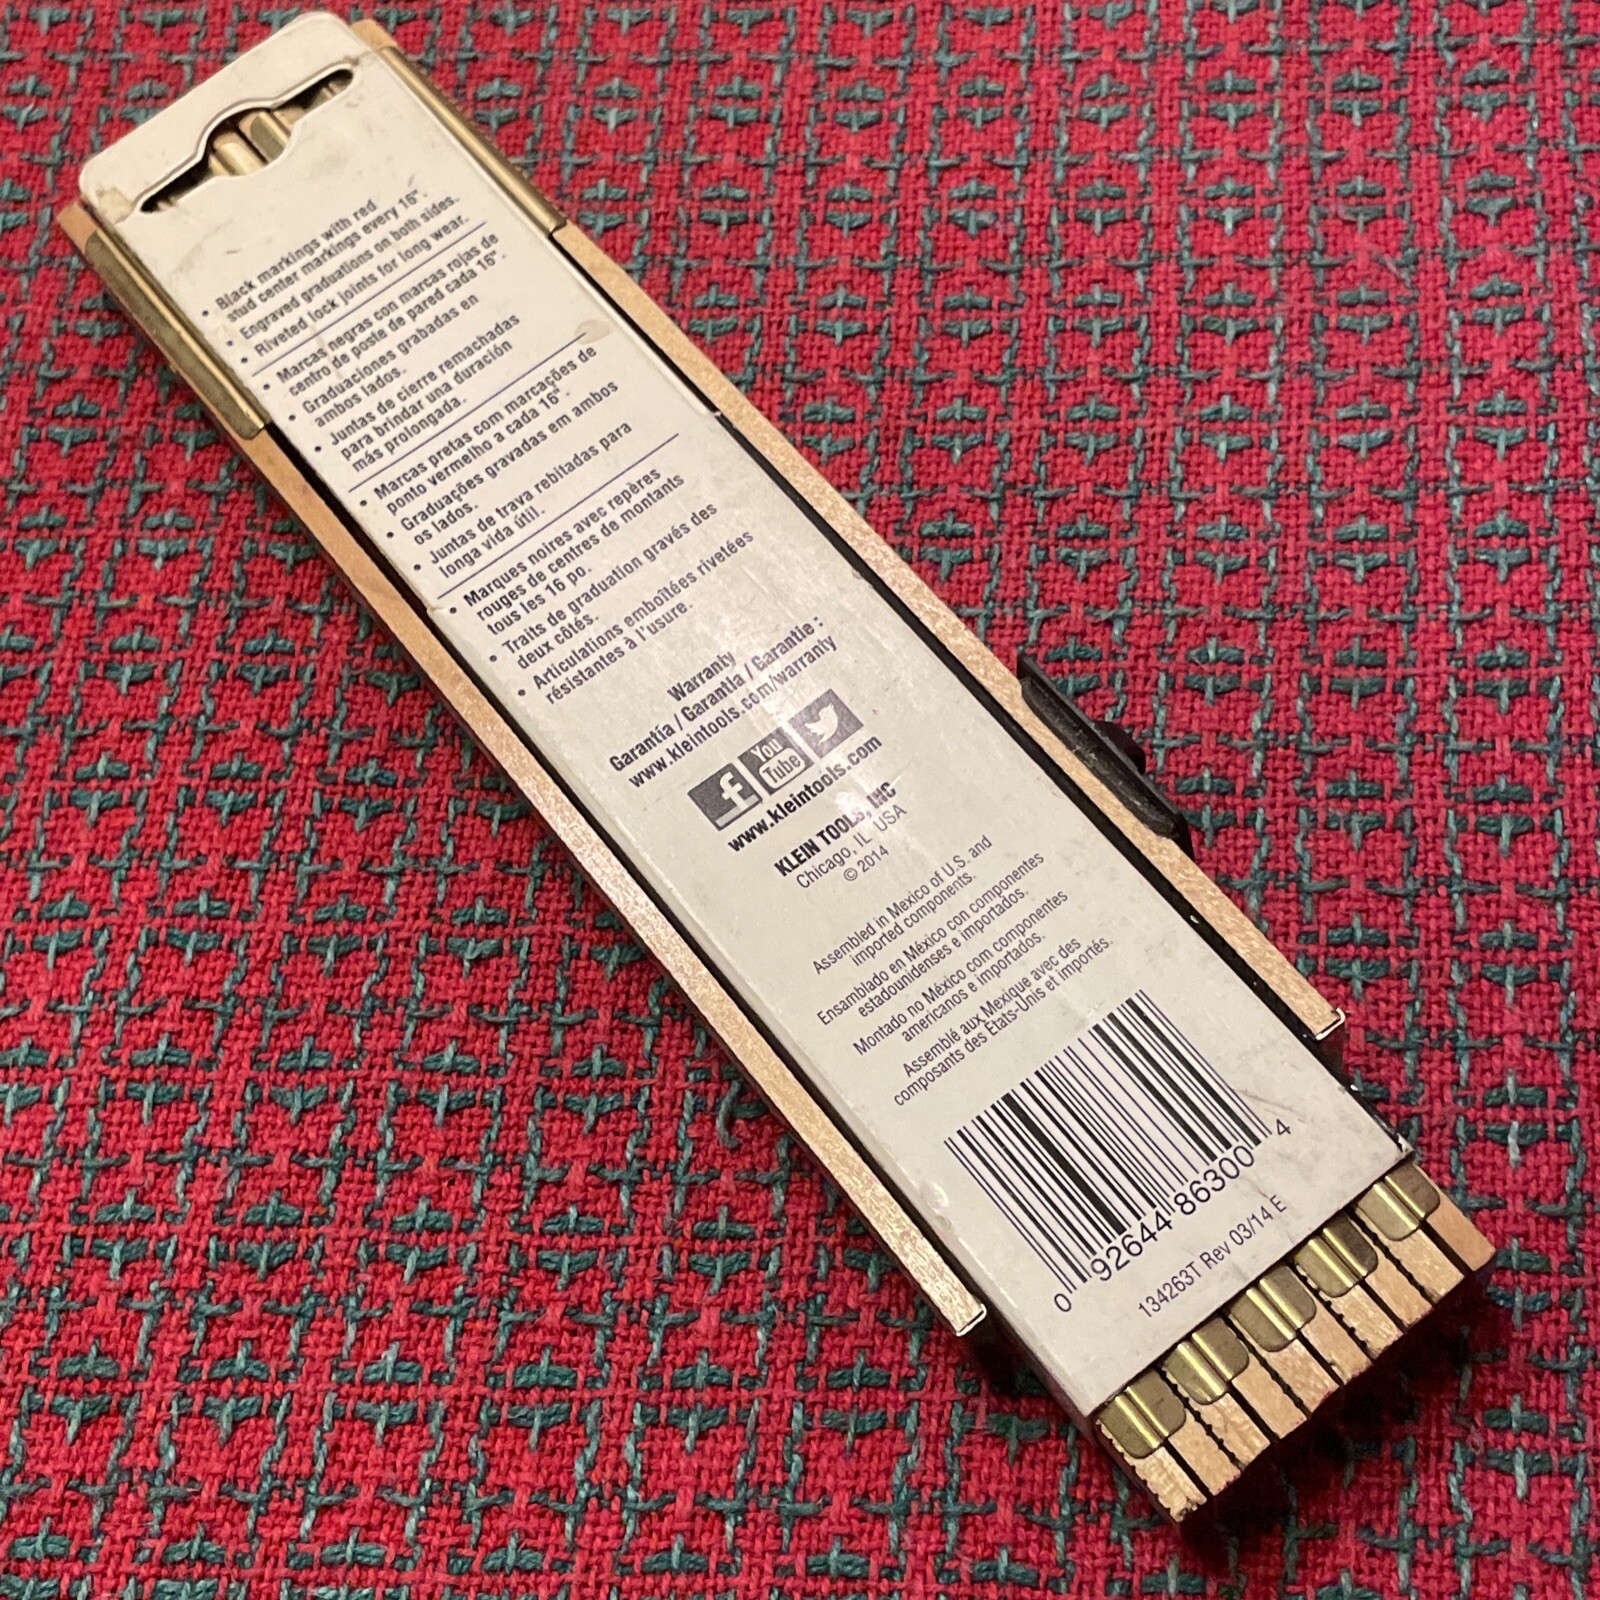 • Black markings with red
stud center markings every 16".
• Engraved graduations on both sides.
• Riveted lock joints for long wear.
• Marcas negras con marcas rojas de
centro de poste de pared cada 16".
• Graduaciones grabadas en
ambos lados.
• Juntas de cierre remachadas
para brindar una duración
más prolongada.
• Marcas pretas com marcações de
ponto vermelho a cada 16".
• Graduações gravadas em ambos
os lados.
• Juntas de trava rebitadas para
longa vida útil.
• Marques noires avec repères
rouges de centres de montants
tous les 16 po.
• Traits de graduation gravés des
deux côtés.
• Articulations emboîtées rivetées
résistantes à l'usure.
Warranty
Garantía / Garantia / Garantie :
www.kleintools.com/warranty
f
You
Tube
www.kleintools.com
KLEIN TOOLS, INC
Chicago, IL USA
© 2014
Assembled in Mexico of U.S. and
imported components.
Ensamblado en México con componentes
estadounidenses e importados.
Montado no México com componentes
americanos e importados.
Assemblé aux Mexique avec des
composants des États-Unis et importés.
0 92644 86300 4
134263T Rev 03/14 E